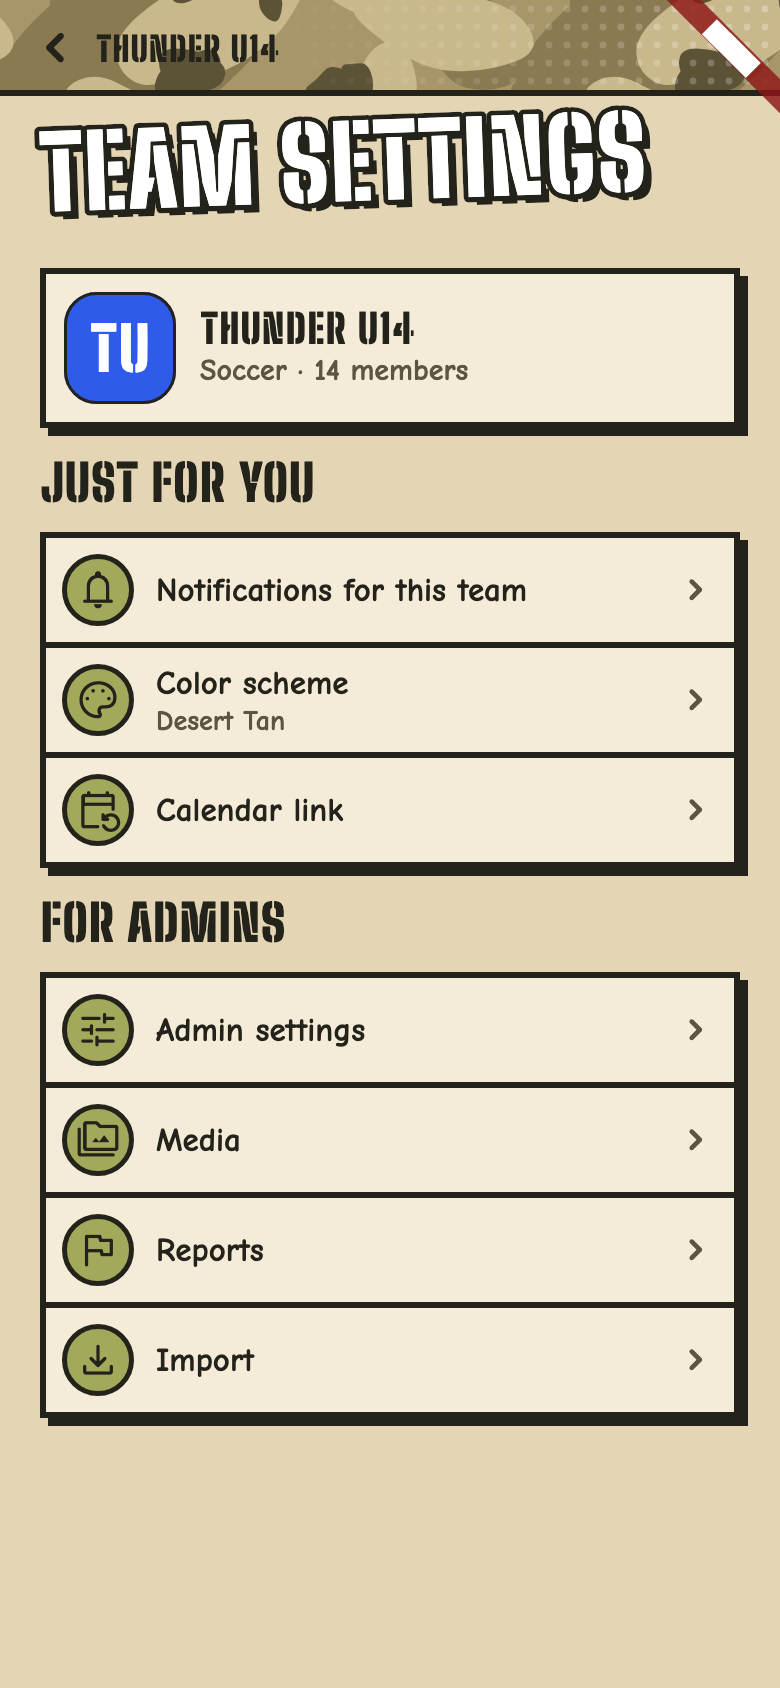 THUNDER U14
TEAM SETTINGS
TU
THUNDER U14
Soccer · 14 members
JUST FOR YOU
Notifications for this team
Color scheme
Desert Tan
Calendar link
FOR ADMINS
Admin settings
Media
Reports
Import